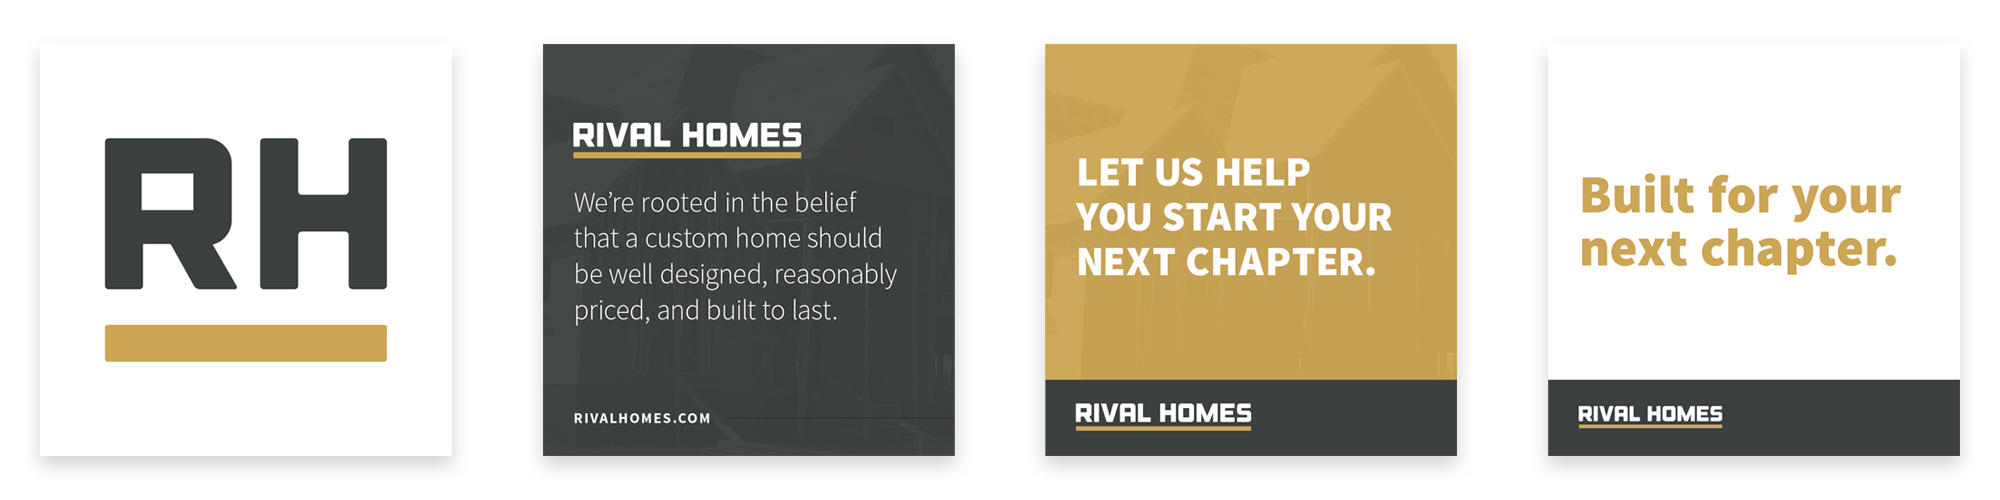 RH
RIVAL HOMES
We’re rooted in the belief
that a custom home should
be well designed, reasonably
priced, and built to last.
RIVALHOMES.COM
LET US HELP
YOU START YOUR
NEXT CHAPTER.
RIVAL HOMES
Built for your
next chapter.
RIVAL HOMES